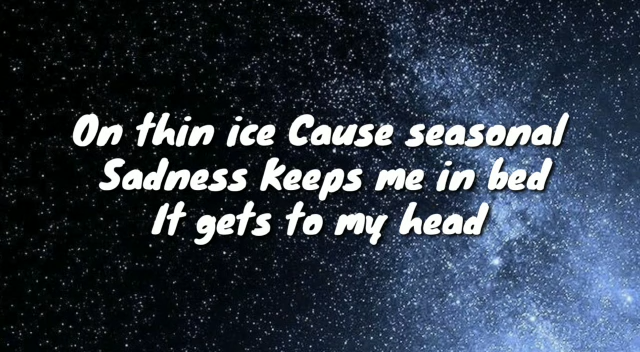 On thin ice Cause seasonal
Sadness keeps me in bed
It gets to my head